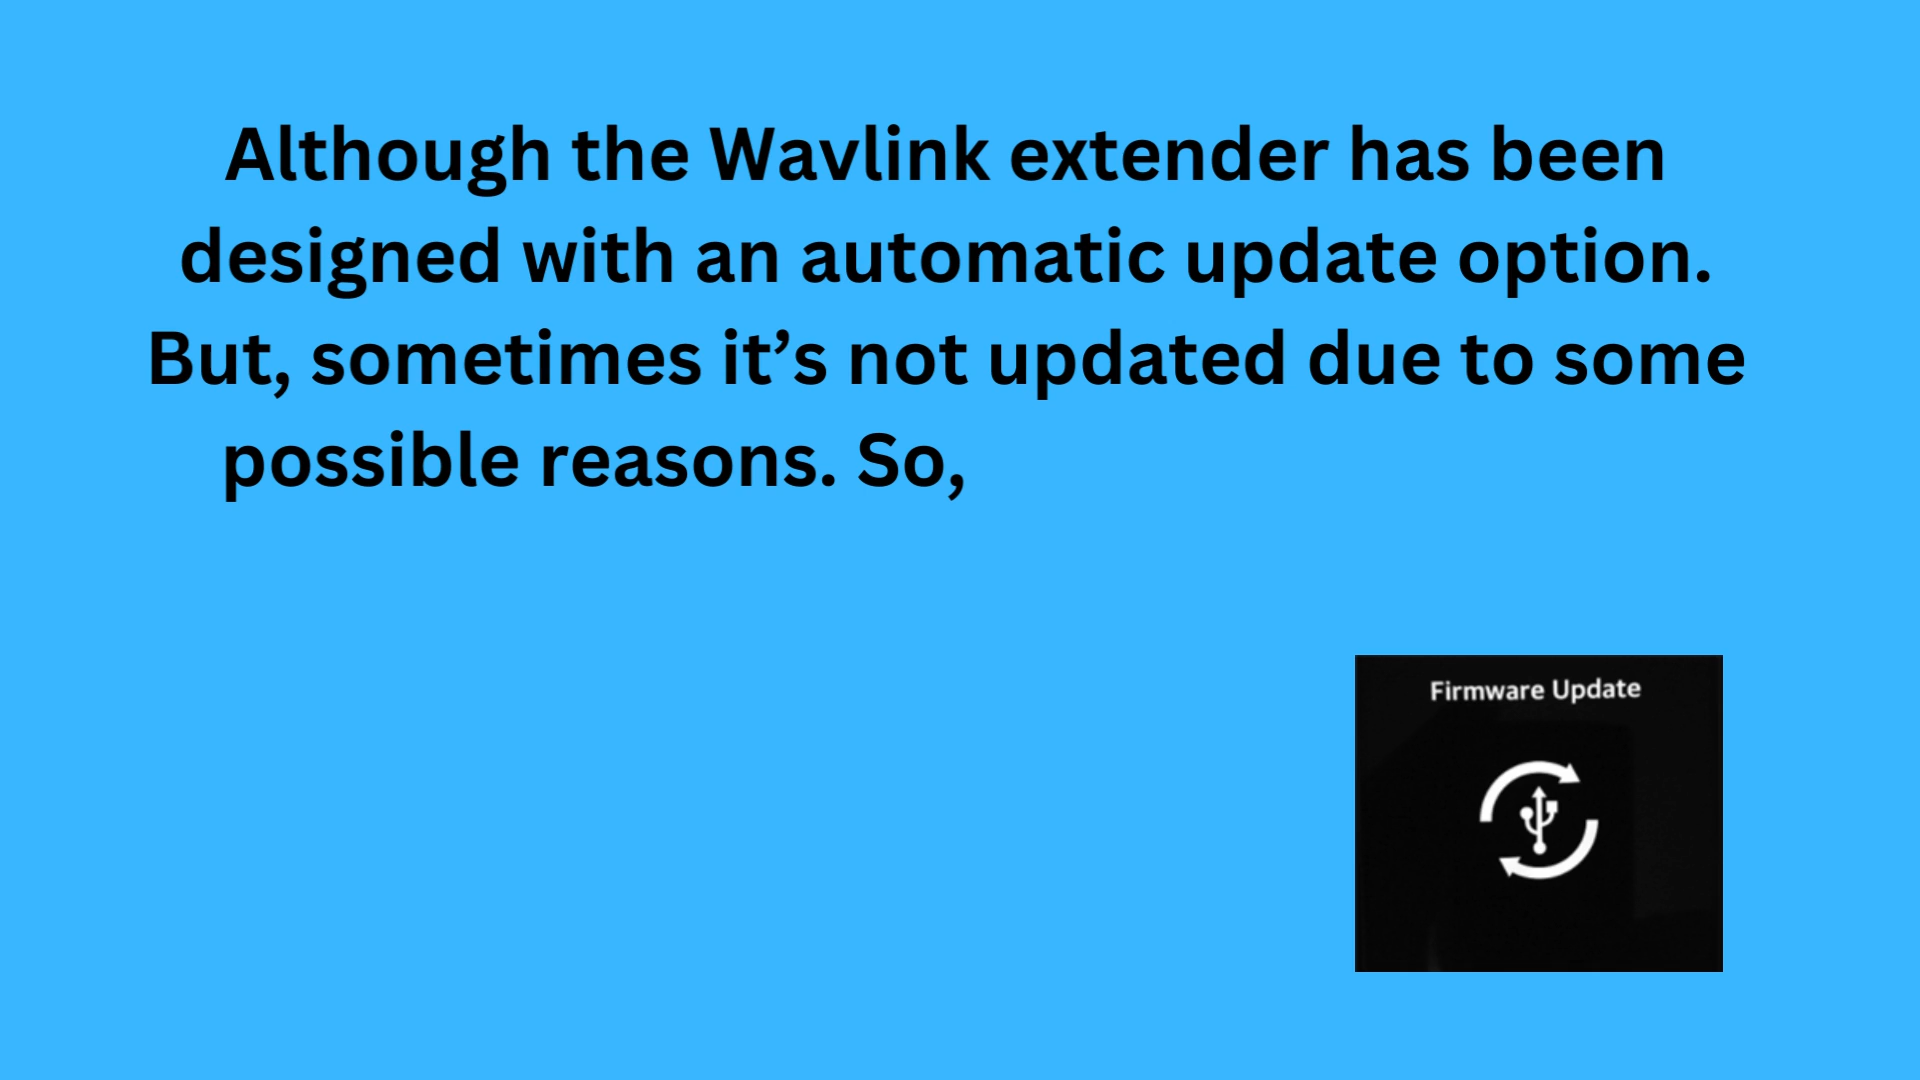 Although the Wavlink extender has been
designed with an automatic update option.
But, sometimes it’s not updated due to some
possible reasons. So,
Firmware Update